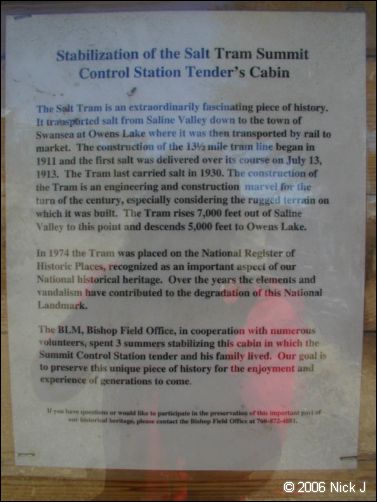 Stabilization of the Salt Tram Summit
Control Station Tender's Cabin
The Salt Tram is an extraordinarily fascinating piece of history.
It transported salt from Saline Valley down to the town of
Swansea at Owens Lake where it was then transported by rail to
market. The construction of the 13½ mile tram line began in
1911 and the first salt was delivered over its course on July 13,
1913. The Tram last carried salt in 1930. The construction of
the Tram is an engineering and construction marvel for the
turn of the century, especially considering the rugged terrain on
which it was built. The Tram rises 7,000 feet out of Saline
Valley to this point and descends 5,000 feet to Owens Lake.
In 1974 the Tram was placed on the National Register of
Historic Places, recognized as an important aspect of our
National historical heritage. Over the years the elements and
vandalism have contributed to the degradation of this National
Landmark.
The BLM, Bishop Field Office, in cooperation with numerous
volunteers, spent 3 summers stabilizing this cabin in which the
Summit Control Station tender and his family lived. Our goal is
to preserve this unique piece of history for the enjoyment and
experience of generations to come.
If you have questions or would like to participate in the preservation of this important part of
our historical heritage, please contact the Bishop Field Office at 760-872-4881.
© 2006 Nick J